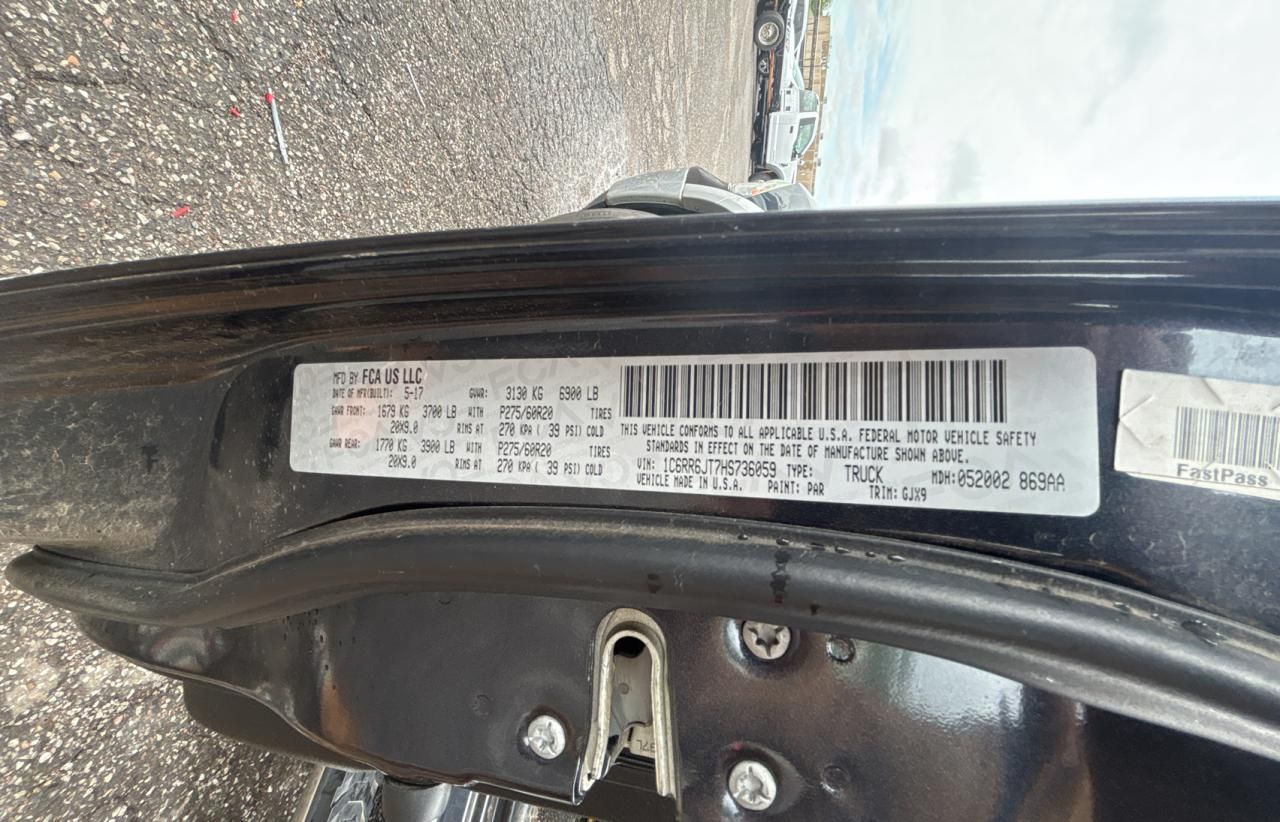 MFD BY FCA US LLC
DATE OF MFR(BUILT): 5-17 GVWR: 3130 KG 6900 LB
GAWR FRONT: 1679 KG 3700 LB WITH P275/60R20 TIRES
20X9.0 RIMS AT 270 KPA ( 39 PSI) COLD
GAWR REAR: 1770 KG 3900 LB WITH P275/60R20
20X9.0 RIMS AT 270 KPA ( 39 PSI) COLD
THIS VEHICLE CONFORMS TO ALL APPLICABLE U.S.A. FEDERAL MOTOR VEHICLE SAFETY
STANDARDS IN EFFECT ON THE DATE OF MANUFACTURE SHOWN ABOVE.
VIN: 1C6RR6JT7HS736059 TYPE: TRUCK MDH: 052002 869AA
VEHICLE MADE IN U.S.A. PAINT: PAR TRIM: GJX9
FastPass